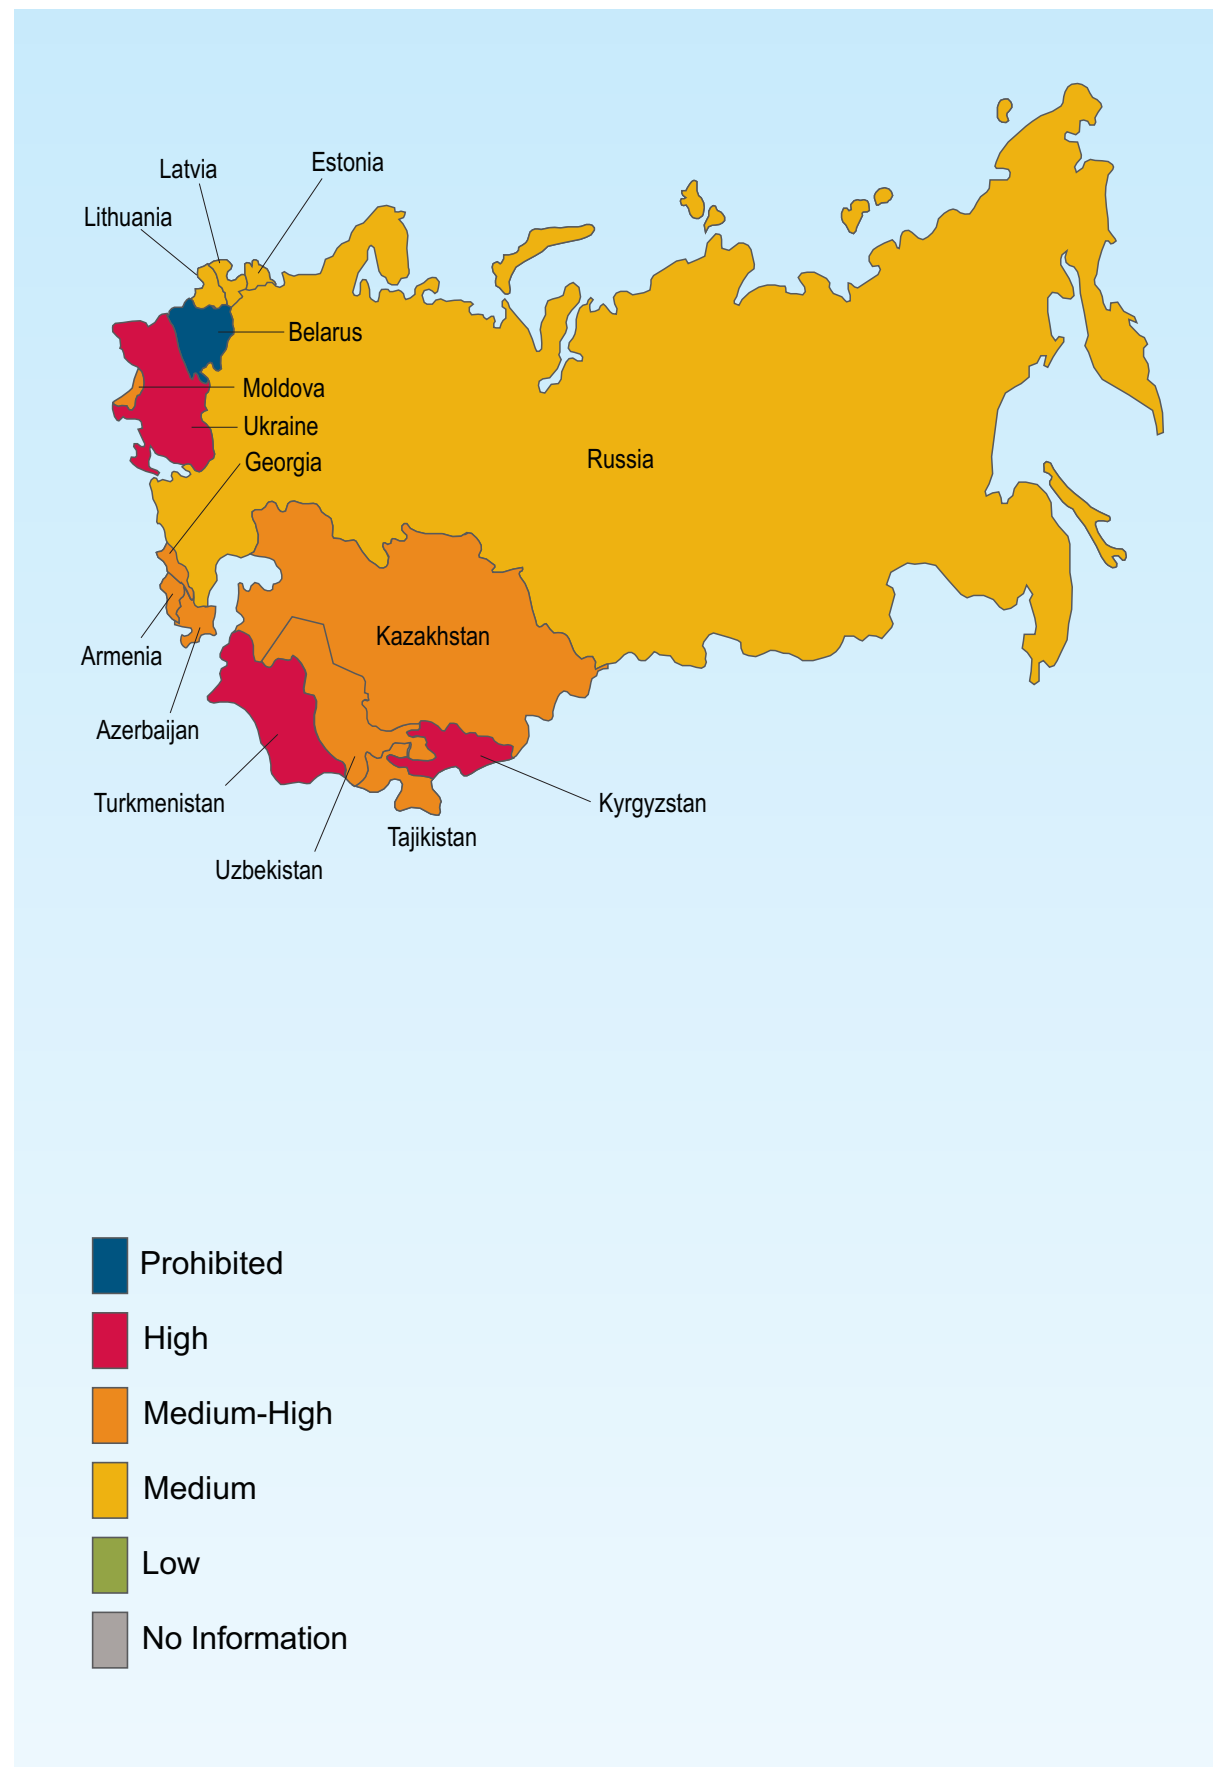 Estonia
Latvia
Lithuania
Belarus
Moldova
Ukraine
Georgia
Russia
Kazakhstan
Armenia
Azerbaijan
Turkmenistan
Kyrgyzstan
Tajikistan
Uzbekistan
Prohibited
High
Medium-High
Medium
Low
No Information